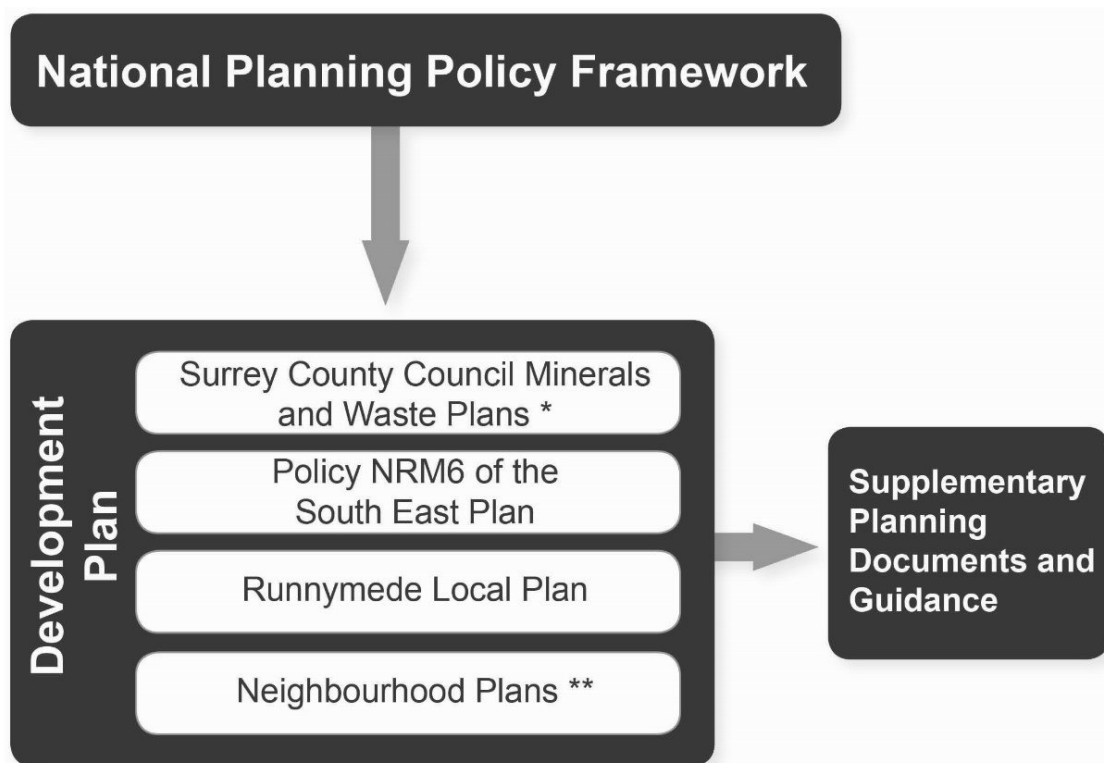 National Planning Policy Framework
Development
Plan
Surrey County Council Minerals
and Waste Plans *
Policy NRM6 of the
South East Plan
Runnymede Local Plan
Neighbourhood Plans **
Supplementary
Planning
Documents and
Guidance